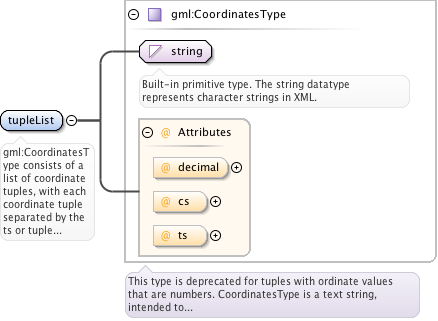 gml:CoordinatesType
string
Built-in primitive type. The string datatype
represents character strings in XML.
tupleList
gml:CoordinatesT
ype consists of a
list of coordinate
tuples, with each
coordinate tuple
separated by the
ts or tuple...
@ Attributes
@ decimal
@ cs
@ ts
This type is deprecated for tuples with ordinate values
that are numbers. CoordinatesType is a text string,
intended to...